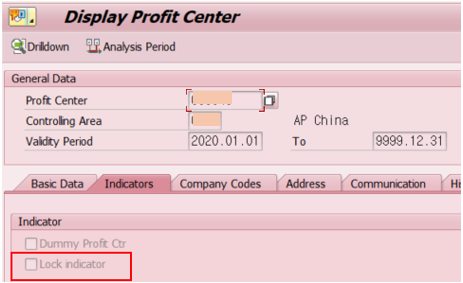 Display Profit Center
Drilldown Analysis Period
General Data
Profit Center
Controlling Area AP China
Validity Period 2020.01.01 To 9999.12.31
Basic Data Indicators Company Codes Address Communication
Indicator
Dummy Profit Ctr
Lock indicator